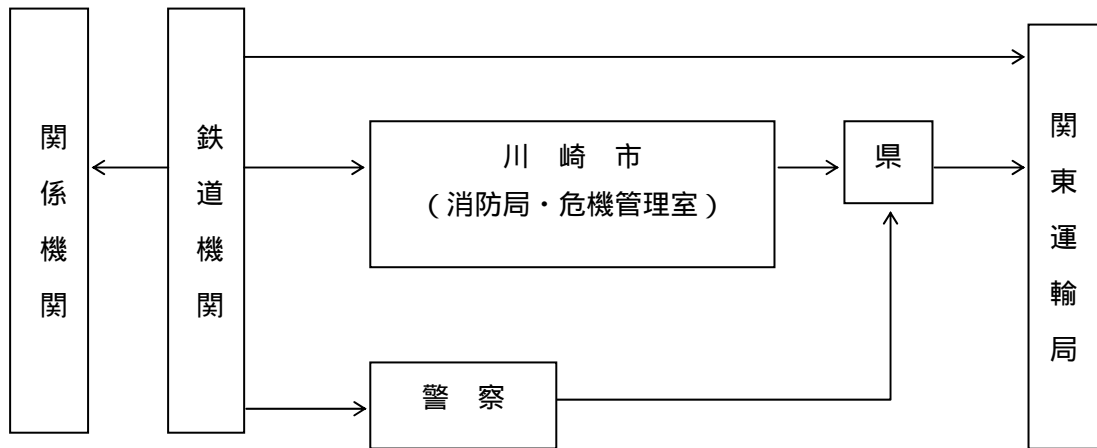 関係機関
鉄道機関
川　崎　市
（消防局・危機管理室）
県
関東運輸局
警　察